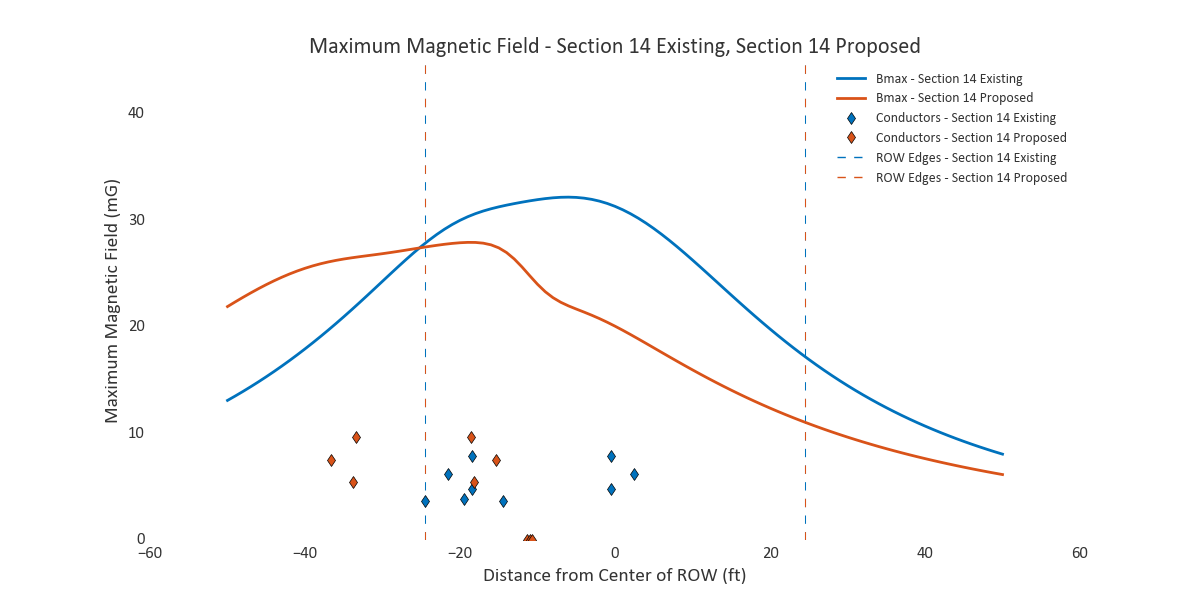 Maximum Magnetic Field - Section 14 Existing, Section 14 Proposed
Bmax - Section 14 Existing
Bmax - Section 14 Proposed
Conductors - Section 14 Existing
Conductors - Section 14 Proposed
ROW Edges - Section 14 Existing
ROW Edges - Section 14 Proposed
Maximum Magnetic Field (mG)
40
30
20
10
0
−60 −40 −20 0 20 40 60
Distance from Center of ROW (ft)